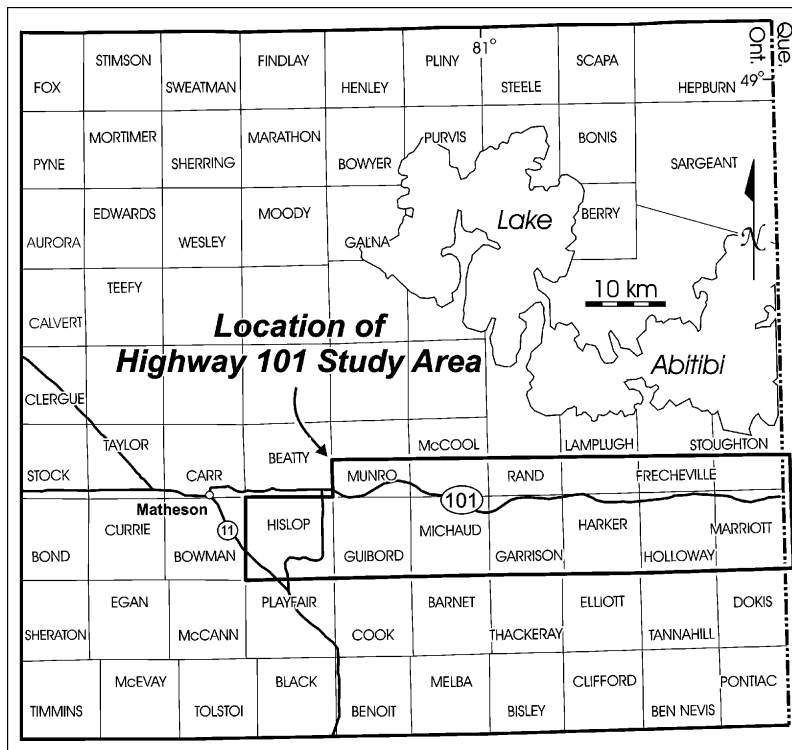 Que.
Ont.
81°
49°
STIMSON
FINDLAY
PLINY
SCAPA
FOX
SWEATMAN
HENLEY
STEELE
HEPBURN
MORTIMER
MARATHON
PURVIS
BONIS
PYNE
SHERRING
BOWYER
SARGEANT
EDWARDS
MOODY
Lake
BERRY
AURORA
WESLEY
GALNA
N
TEEFY
10 km
CALVERT
Location of
Highway 101 Study Area
Abitibi
CLERGUE
TAYLOR
BEATTY
McCOOL
LAMPLUGH
STOUGHTON
STOCK
CARR
MUNRO
RAND
FRECHEVILLE
Matheson
101
CURRIE
11
HISLOP
MICHAUD
HARKER
MARRIOTT
BOND
BOWMAN
GUIBORD
GARRISON
HOLLOWAY
EGAN
PLAYFAIR
BARNET
ELLIOTT
DOKIS
SHERATON
McCANN
COOK
THACKERAY
TANNAHILL
McEVAY
BLACK
MELBA
CLIFFORD
PONTIAC
TIMMINS
TOLSTOI
BENOIT
BISLEY
BEN NEVIS